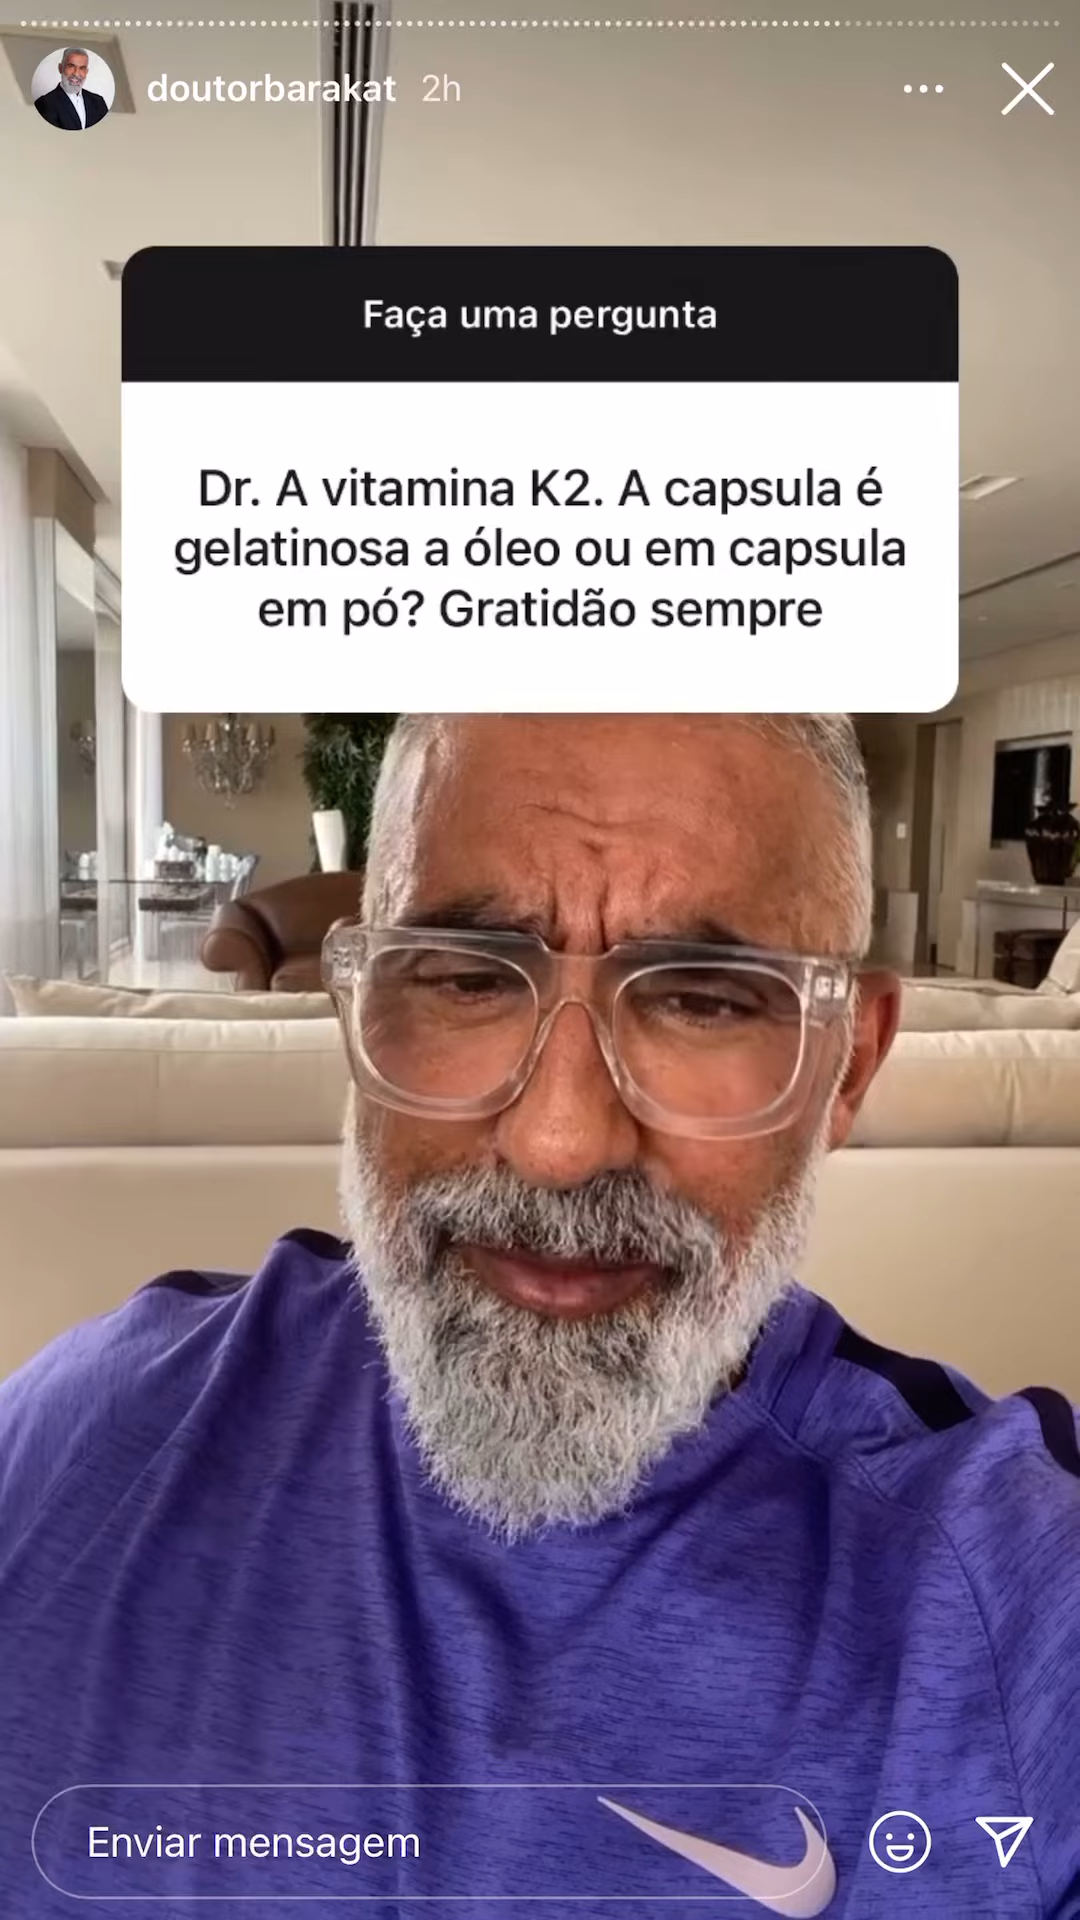 doutorbarakat 2h
Faça uma pergunta
Dr. A vitamina K2. A capsula é
gelatinosa a óleo ou em capsula
em pó? Gratidão sempre
Enviar mensagem